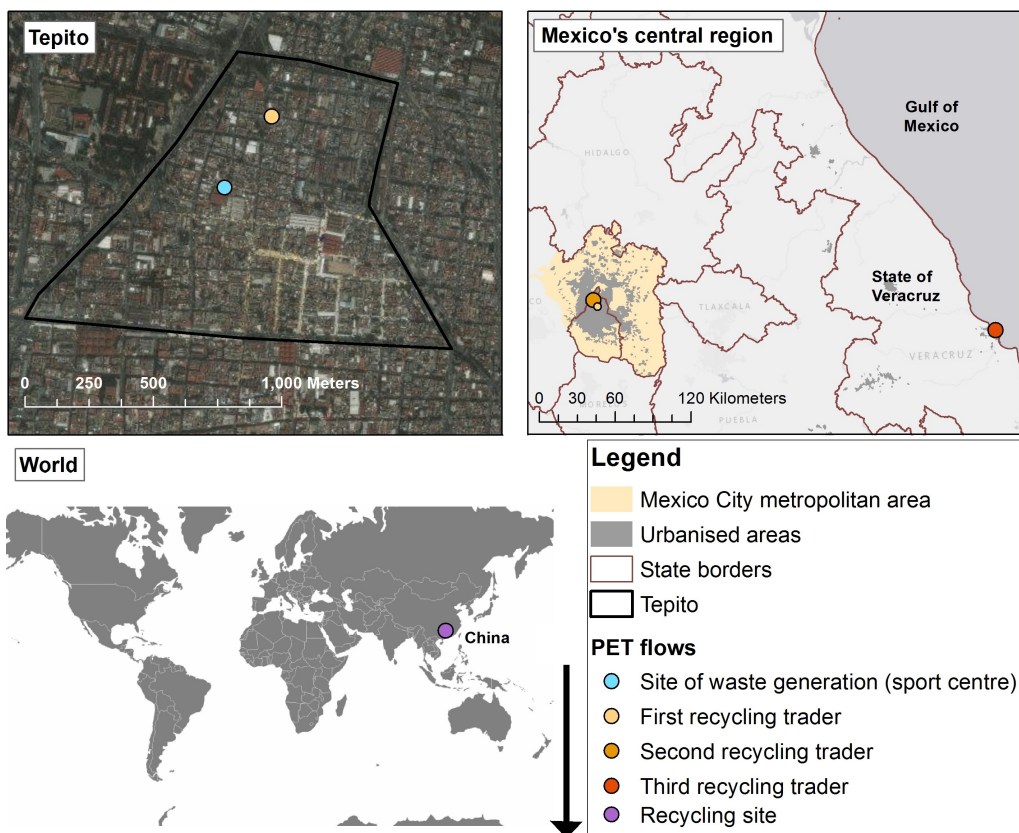 Tepito
0 250 500 1,000 Meters
Mexico's central region
Gulf of
Mexico
HIDALGO
State of
Veracruz
CO
TLAXCALA
VERACRUZ
0 30 60 120 Kilometers
MORELOS
PUEBLA
World
China
Legend
Mexico City metropolitan area
Urbanised areas
State borders
Tepito
PET flows
Site of waste generation (sport centre)
First recycling trader
Second recycling trader
Third recycling trader
Recycling site